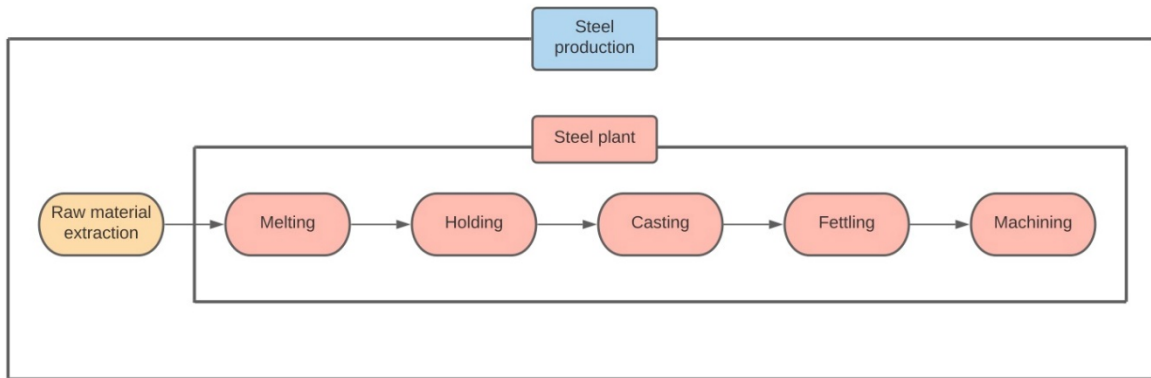 Steel
production
Steel plant
Raw material
extraction
Melting
Holding
Casting
Fettling
Machining